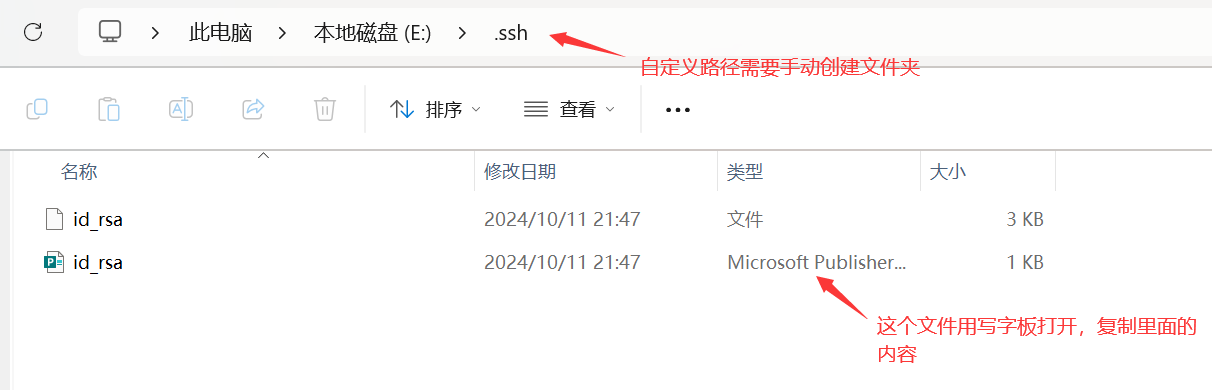 此电脑 > 本地磁盘 (E:) > .ssh
自定义路径需要手动创建文件夹
排序 查看 •••
名称 修改日期 类型 大小
id_rsa 2024/10/11 21:47 文件 3 KB
id_rsa 2024/10/11 21:47 Microsoft Publisher... 1 KB
这个文件用写字板打开，复制里面的
内容